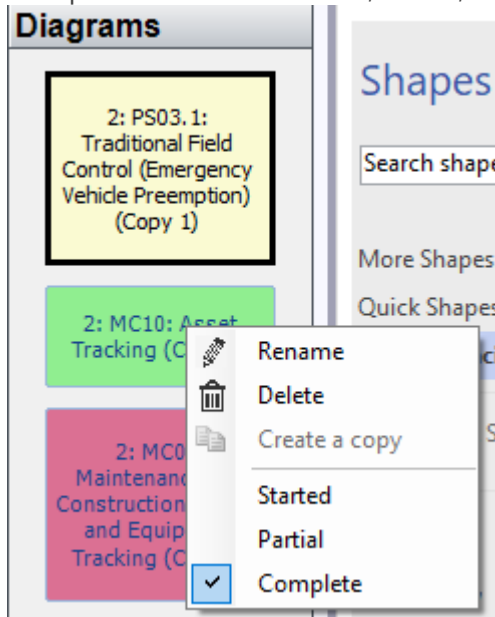 Diagrams
2: PS03.1:
Traditional Field
Control (Emergency
Vehicle Preemption)
(Copy 1)
2: MC10: Asset
Tracking (C
2: MC0
Maintenan
Construction
and Equip
Tracking (C
Rename
Delete
Create a copy
Started
Partial
Complete
Shapes
Search shape
More Shapes
Quick Shapes